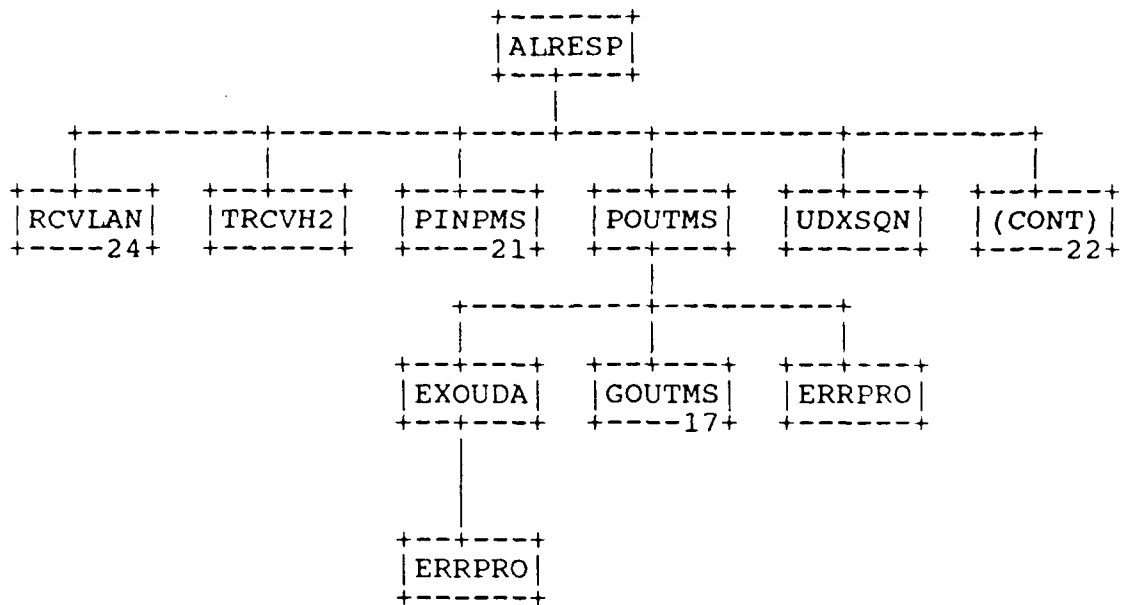 ALRESP
RCVLAN TRCVH2 PINPMS POUTMS UDXSQN (CONT)
24 21 22
EXOUDA GOUTMS ERRPRO
17
ERRPRO